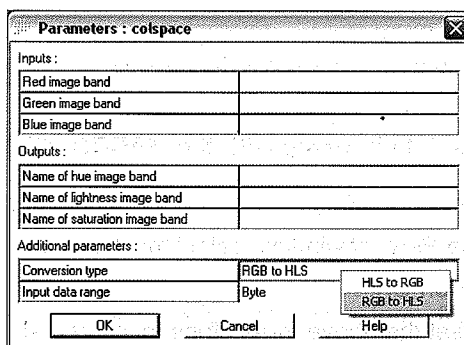 Parameters : colspace
Inputs :
Red image band
Green image band
Blue image band
Outputs :
Name of hue image band
Name of lightness image band
Name of saturation image band
Additional parameters :
Conversion type RGB to HLS
HLS to RGB
Input data range Byte
RGB to HLS
OK Cancel Help